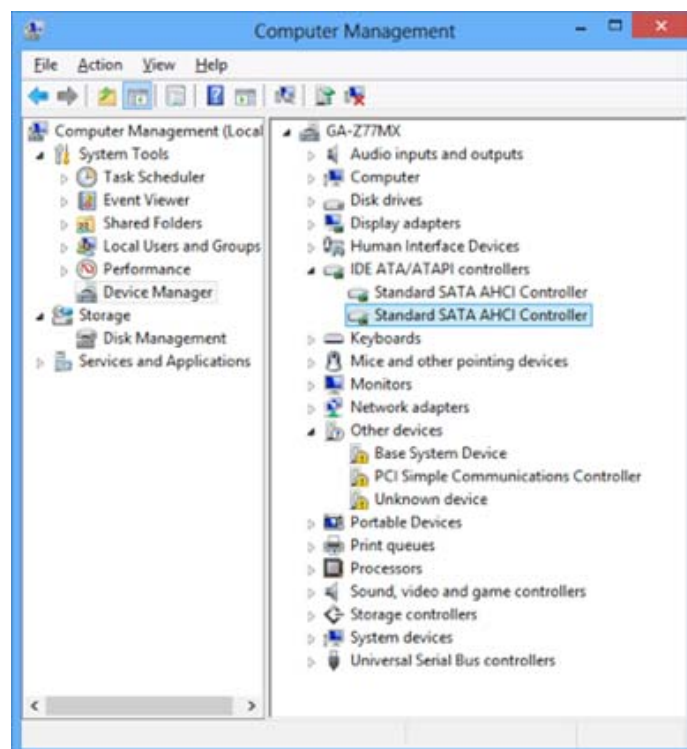 Computer Management
File Action View Help
Computer Management (Local
System Tools
Task Scheduler
Event Viewer
Shared Folders
Local Users and Groups
Performance
Device Manager
Storage
Disk Management
Services and Applications
GA-Z77MX
Audio inputs and outputs
Computer
Disk drives
Display adapters
Human Interface Devices
IDE ATA/ATAPI controllers
Standard SATA AHCI Controller
Standard SATA AHCI Controller
Keyboards
Mice and other pointing devices
Monitors
Network adapters
Other devices
Base System Device
PCI Simple Communications Controller
Unknown device
Portable Devices
Print queues
Processors
Sound, video and game controllers
Storage controllers
System devices
Universal Serial Bus controllers